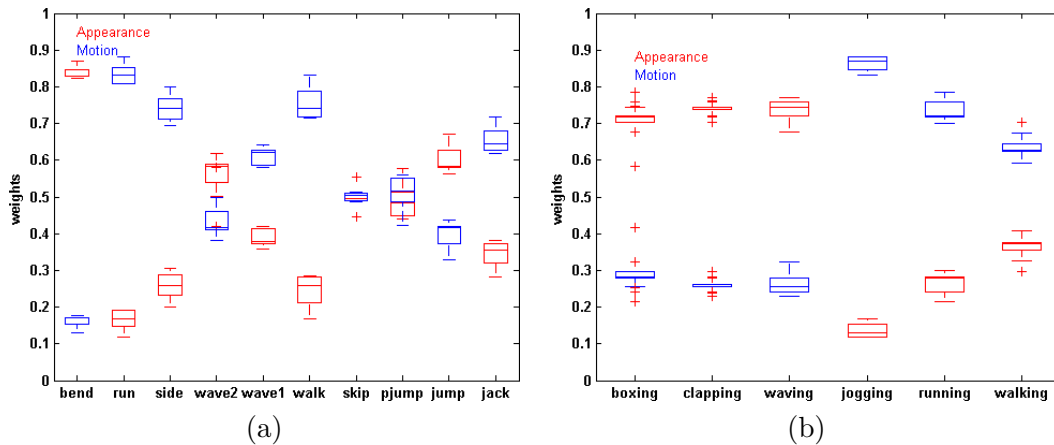 1
0.9
0.8
0.7
0.6
0.5
0.4
0.3
0.2
0.1
0
weights
Appearance
Motion
bend run side wave2 wave1 walk skip pjump jump jack
(a)
1
0.9
0.8
0.7
0.6
0.5
0.4
0.3
0.2
0.1
0
weights
Appearance
Motion
boxing clapping waving jogging running walking
(b)